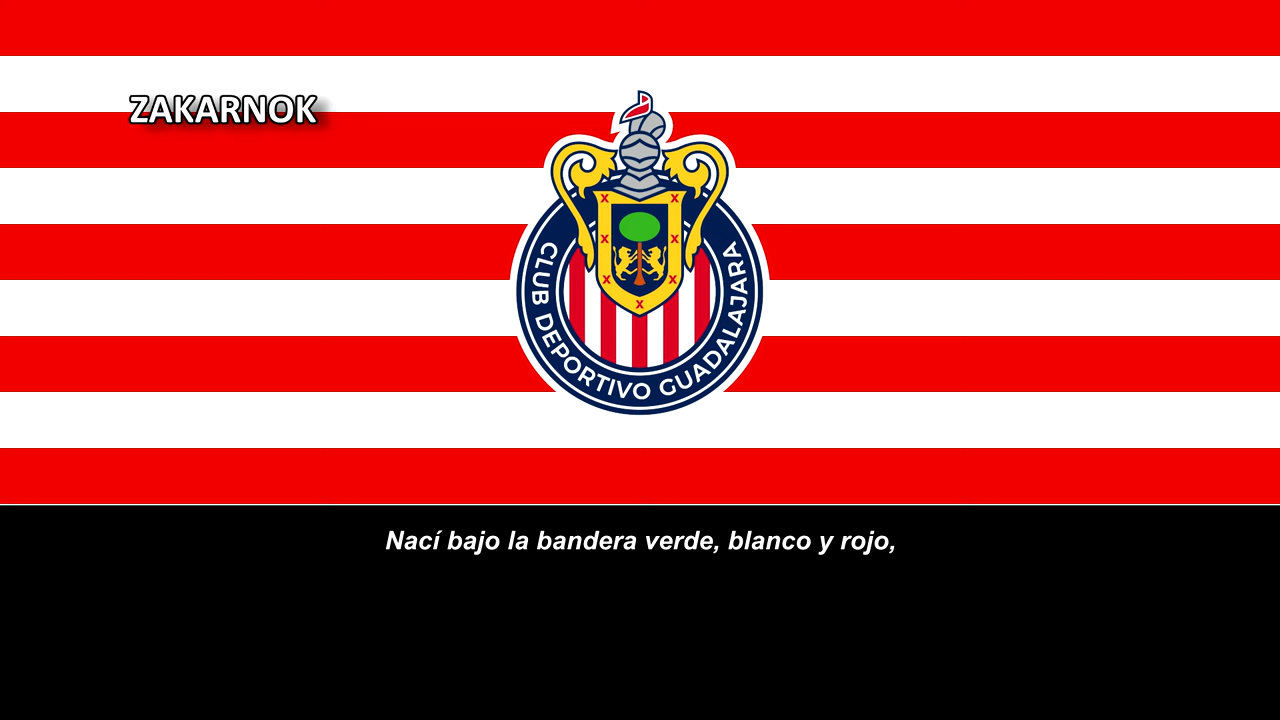 ZAKARNOK
x x
x x
x x
x
CLUB DEPORTIVO GUADALAJARA
Nací bajo la bandera verde, blanco y rojo,